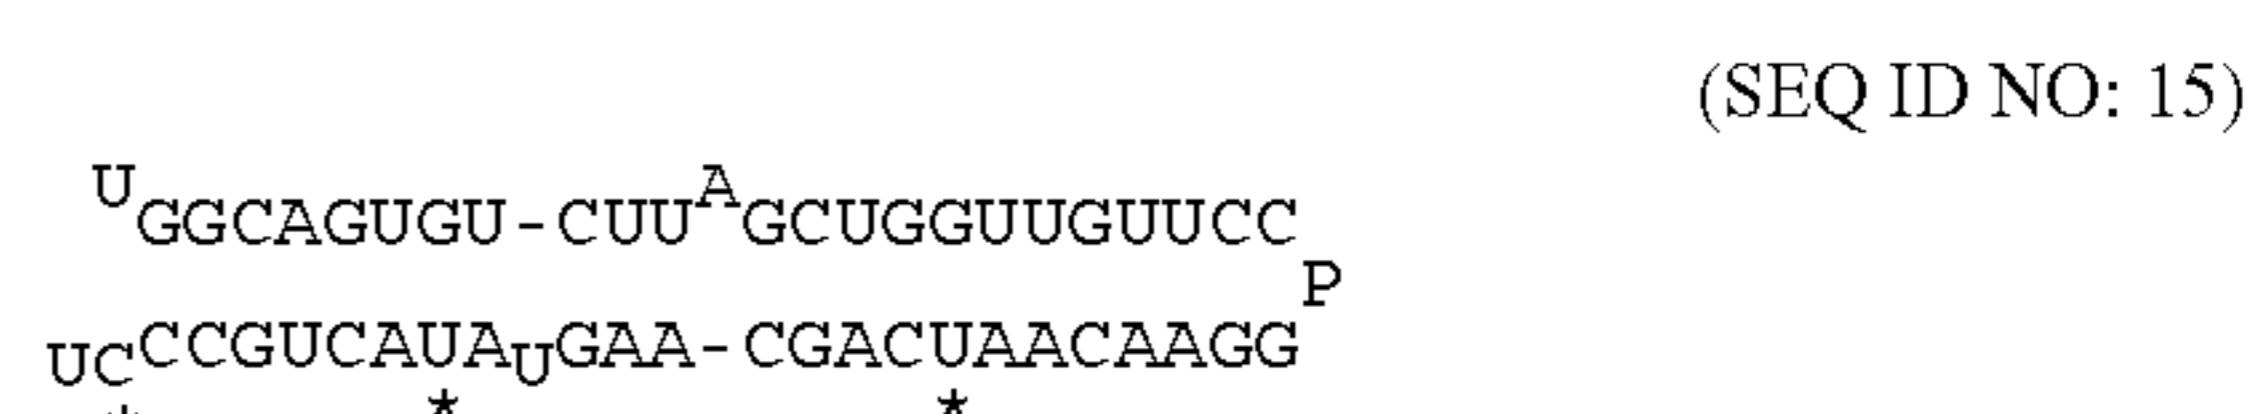 (SEQ ID NO: 15)
UGGCAGUGU-CUUAGCUGGUUGUUCC
P
UCCCGUCAUAUGAA-CGACUAACAAGG
* * *